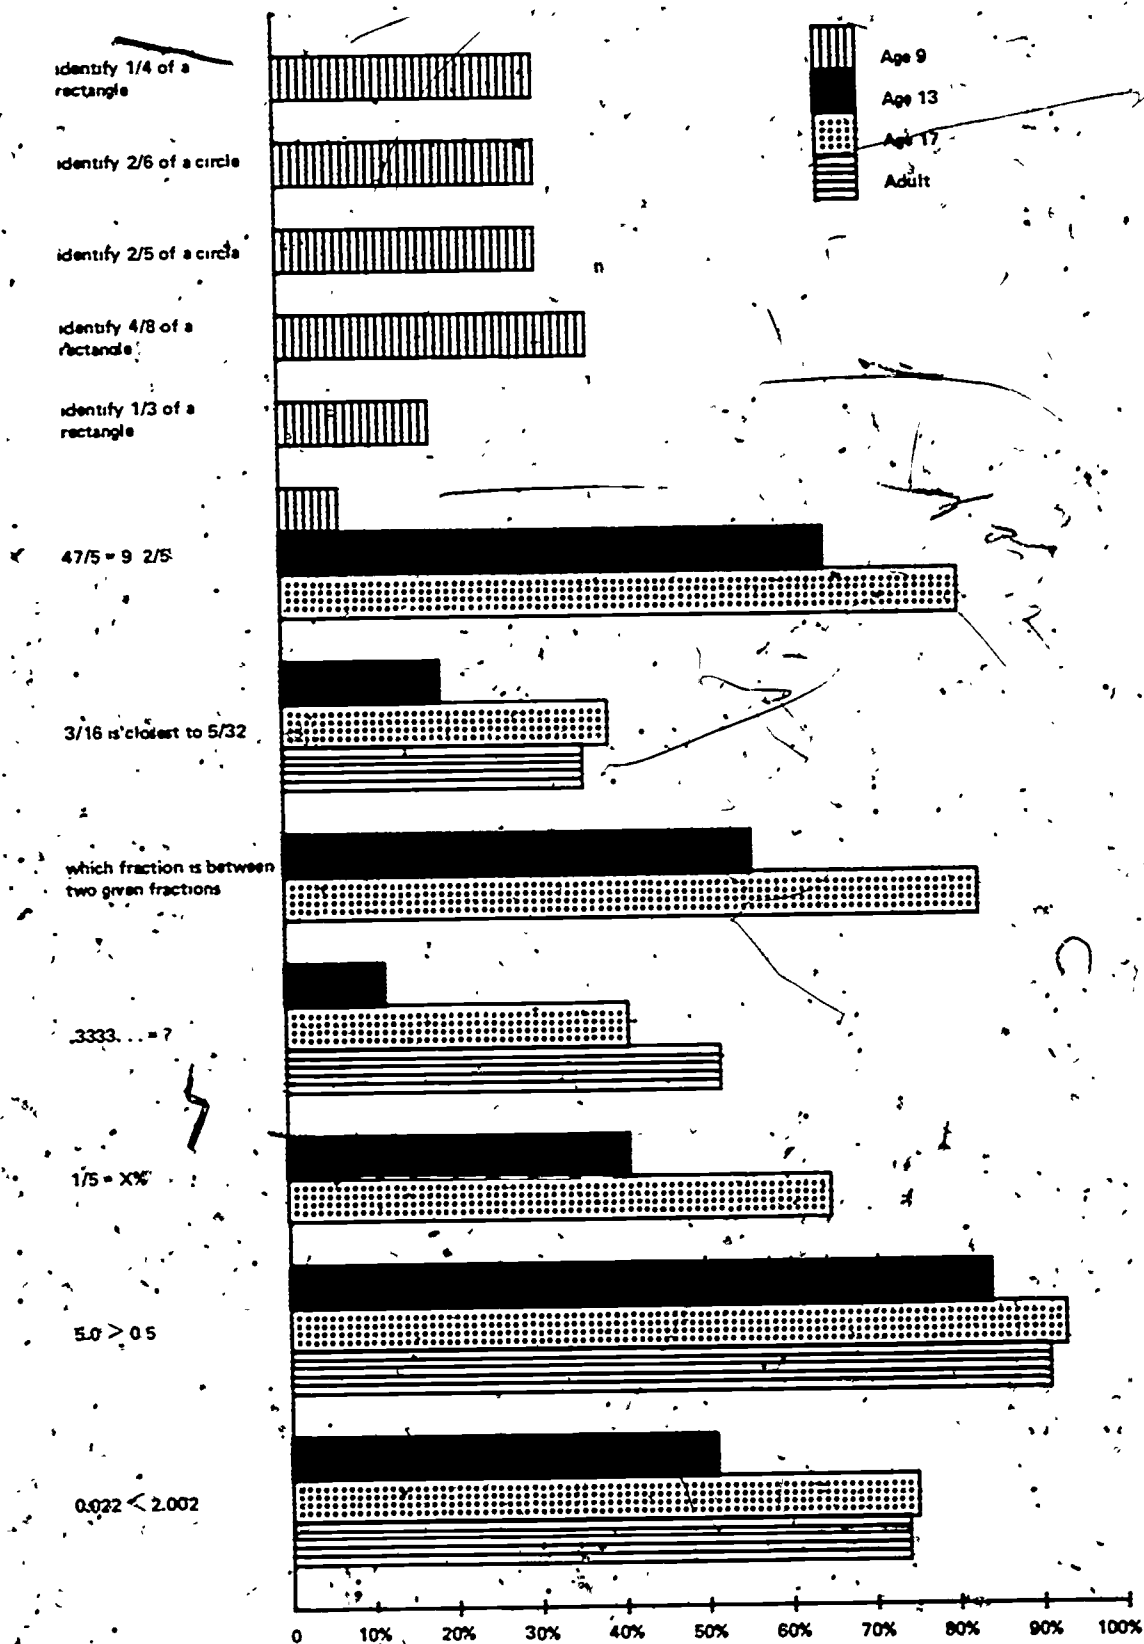 identify 1/4 of a
rectangle
Age 9
Age 13
Age 17
Adult
identify 2/6 of a circle
identify 2/5 of a circla
identify 4/8 of a
rectangle
identify 1/3 of a
rectangle
47/5 = 9 2/5
3/16 is closest to 5/32
which fraction is between
two given fractions
.3333. . . = ?
1/5 = X%
5.0 > 0 5
0.022 < 2.002
0 10% 20% 30% 40% 50% 60% 70% 80% 90% 100%